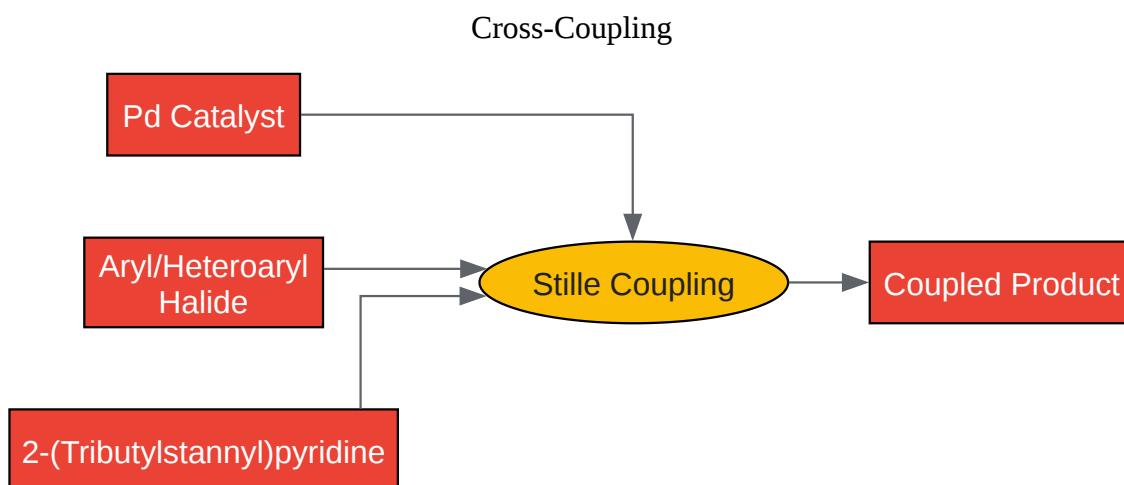 Cross-Coupling
Pd Catalyst
Aryl/Heteroaryl
Halide
Stille Coupling
Coupled Product
2-(Tributylstannyl)pyridine